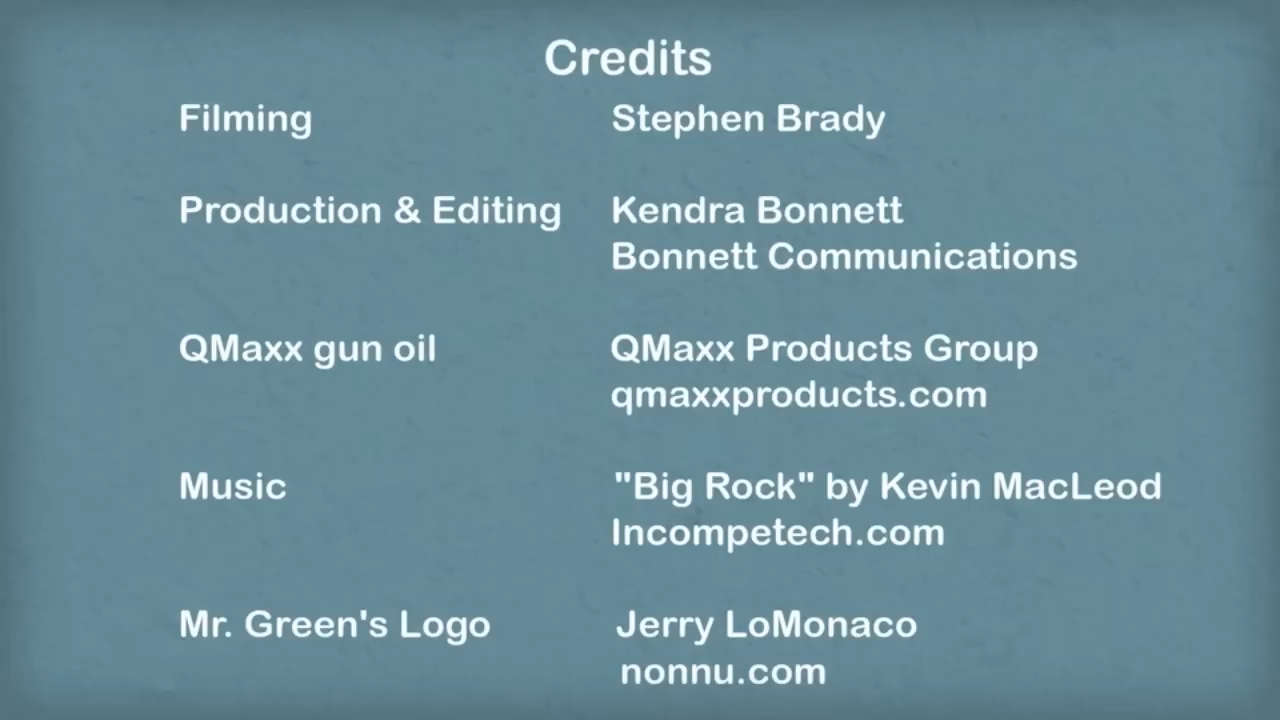 Credits
Filming Stephen Brady
Production & Editing Kendra Bonnett
Bonnett Communications
QMaxx gun oil QMaxx Products Group
qmaxxproducts.com
Music "Big Rock" by Kevin MacLeod
Incompetech.com
Mr. Green's Logo Jerry LoMonaco
nonnu.com